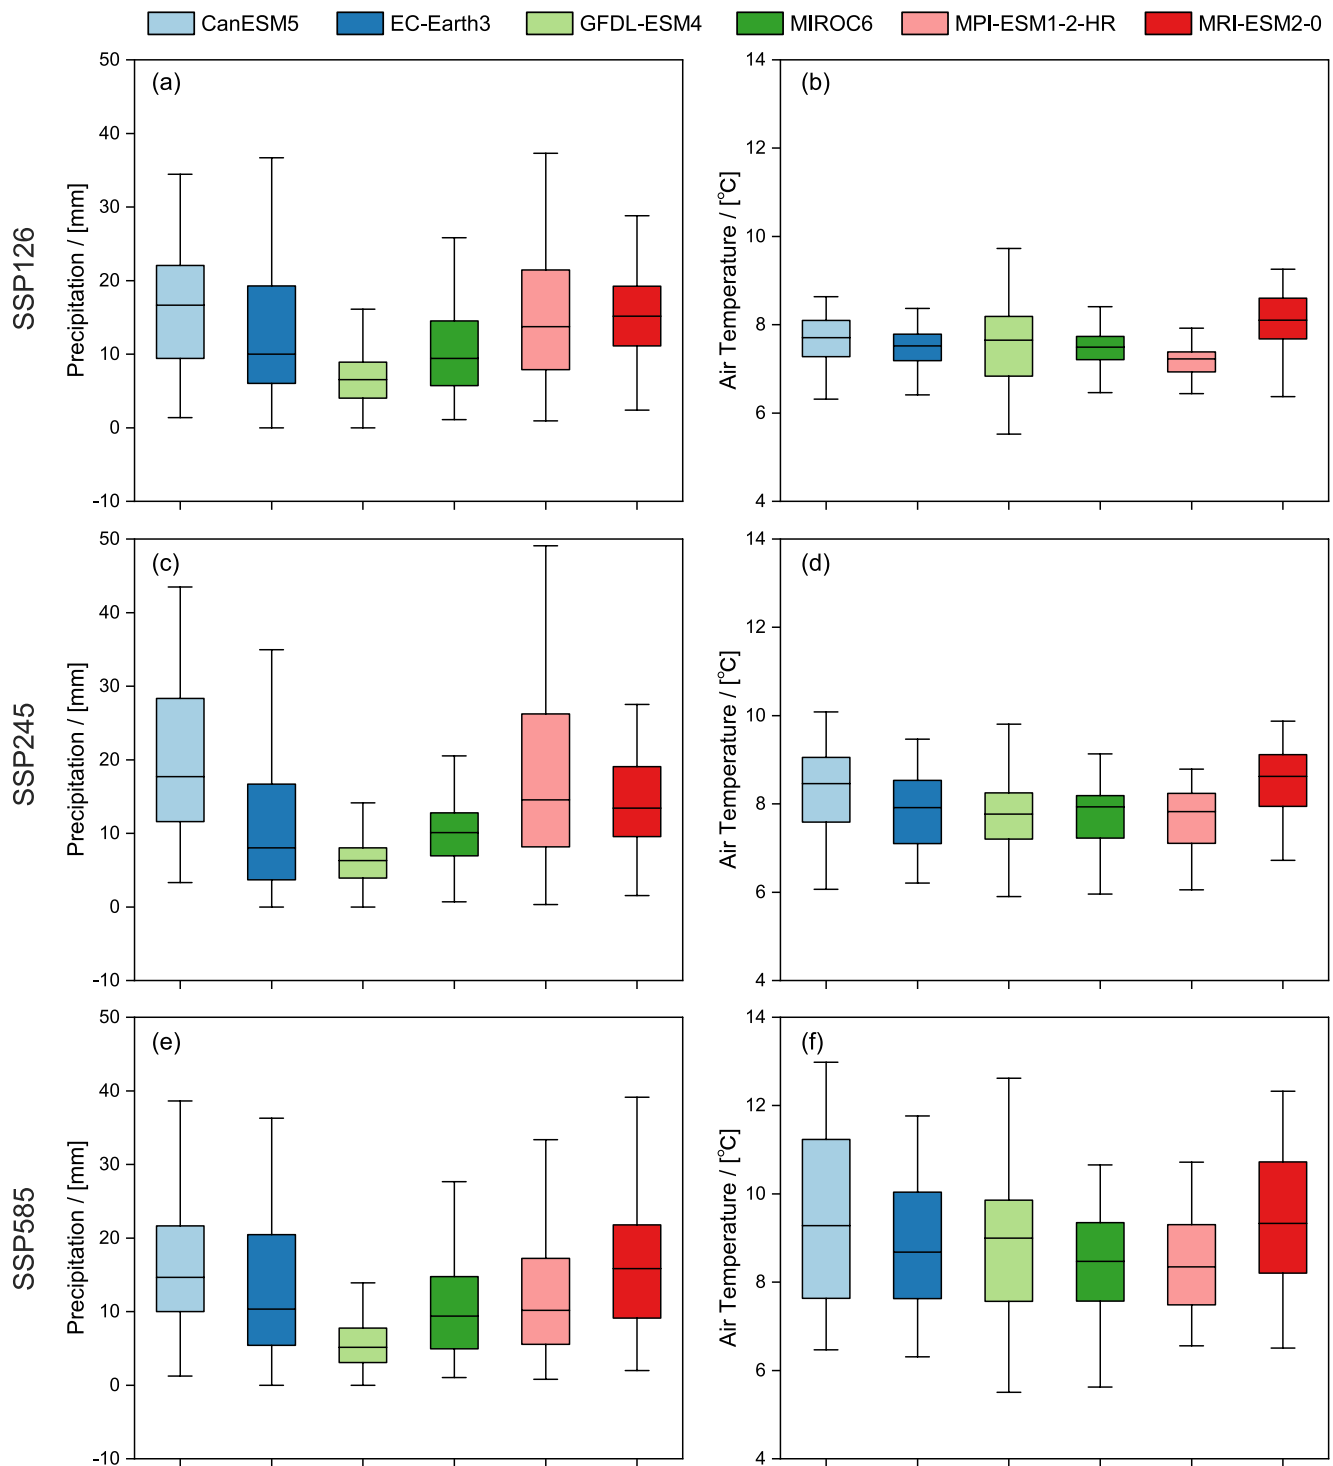 CanESM5 EC-Earth3 GFDL-ESM4 MIROC6 MPI-ESM1-2-HR MRI-ESM2-0
SSP126
(a)
Precipitation / [mm]
50
40
30
20
10
0
-10
(b)
Air Temperature / [℃]
14
12
10
8
6
4
SSP245
(c)
Precipitation / [mm]
50
40
30
20
10
0
-10
(d)
Air Temperature / [℃]
14
12
10
8
6
4
SSP585
(e)
Precipitation / [mm]
50
40
30
20
10
0
-10
(f)
Air Temperature / [℃]
14
12
10
8
6
4